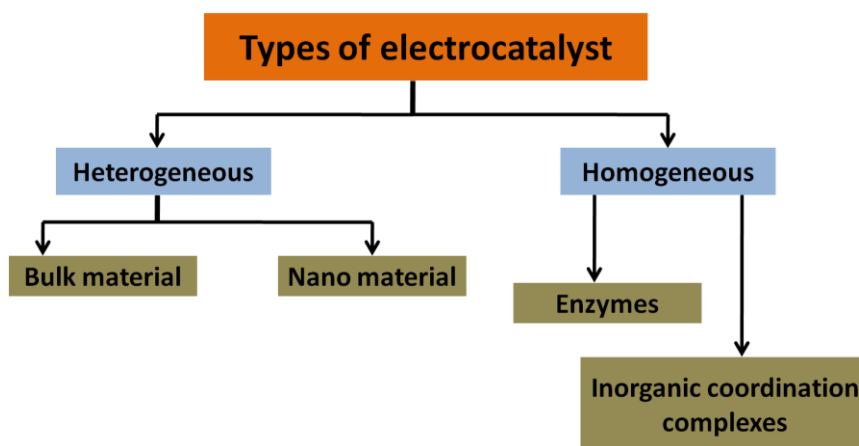 Types of electrocatalyst
Heterogeneous
Homogeneous
Bulk material
Nano material
Enzymes
Inorganic coordination
complexes